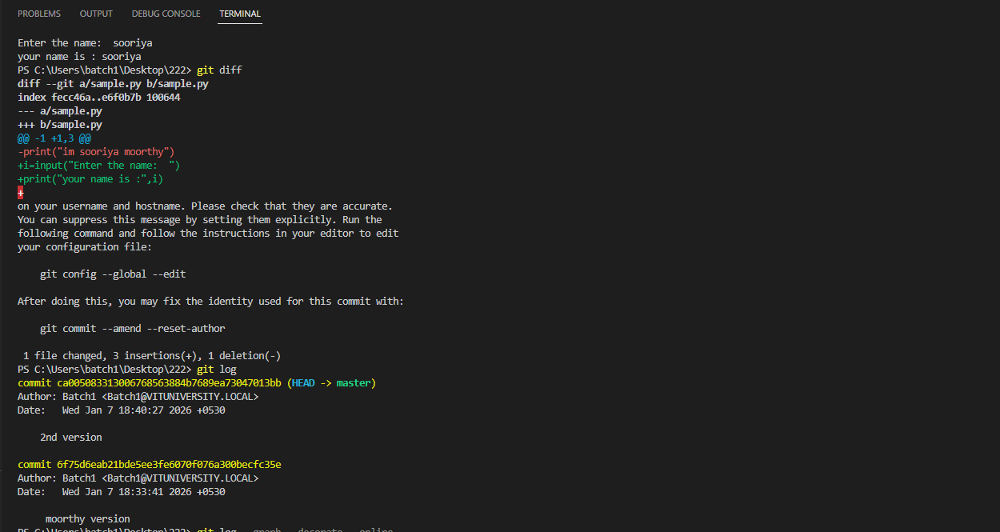 PROBLEMS OUTPUT DEBUG CONSOLE TERMINAL
Enter the name:  sooriya
your name is : sooriya
PS C:\Users\batch1\Desktop\222> git diff
diff --git a/sample.py b/sample.py
index fecc46a..e6f0b7b 100644
--- a/sample.py
+++ b/sample.py
@@ -1 +1,3 @@
-print("im sooriya moorthy")
+i=input("Enter the name:  ")
+print("your name is :",i)
+
on your username and hostname. Please check that they are accurate.
You can suppress this message by setting them explicitly. Run the
following command and follow the instructions in your editor to edit
your configuration file:
    git config --global --edit
After doing this, you may fix the identity used for this commit with:
    git commit --amend --reset-author
 1 file changed, 3 insertions(+), 1 deletion(-)
PS C:\Users\batch1\Desktop\222> git log
commit ca005083313006768563884b7689ea73047013bb (HEAD -> master)
Author: Batch1 <Batch1@VITUNIVERSITY.LOCAL>
Date:   Wed Jan 7 18:40:27 2026 +0530
    2nd version
commit 6f75d6eab21bde5ee3fe6070f076a300becfc35e
Author: Batch1 <Batch1@VITUNIVERSITY.LOCAL>
Date:   Wed Jan 7 18:33:41 2026 +0530
     moorthy version
PS C:\Users\batch1\Desktop\222> git log --graph --decorate --online